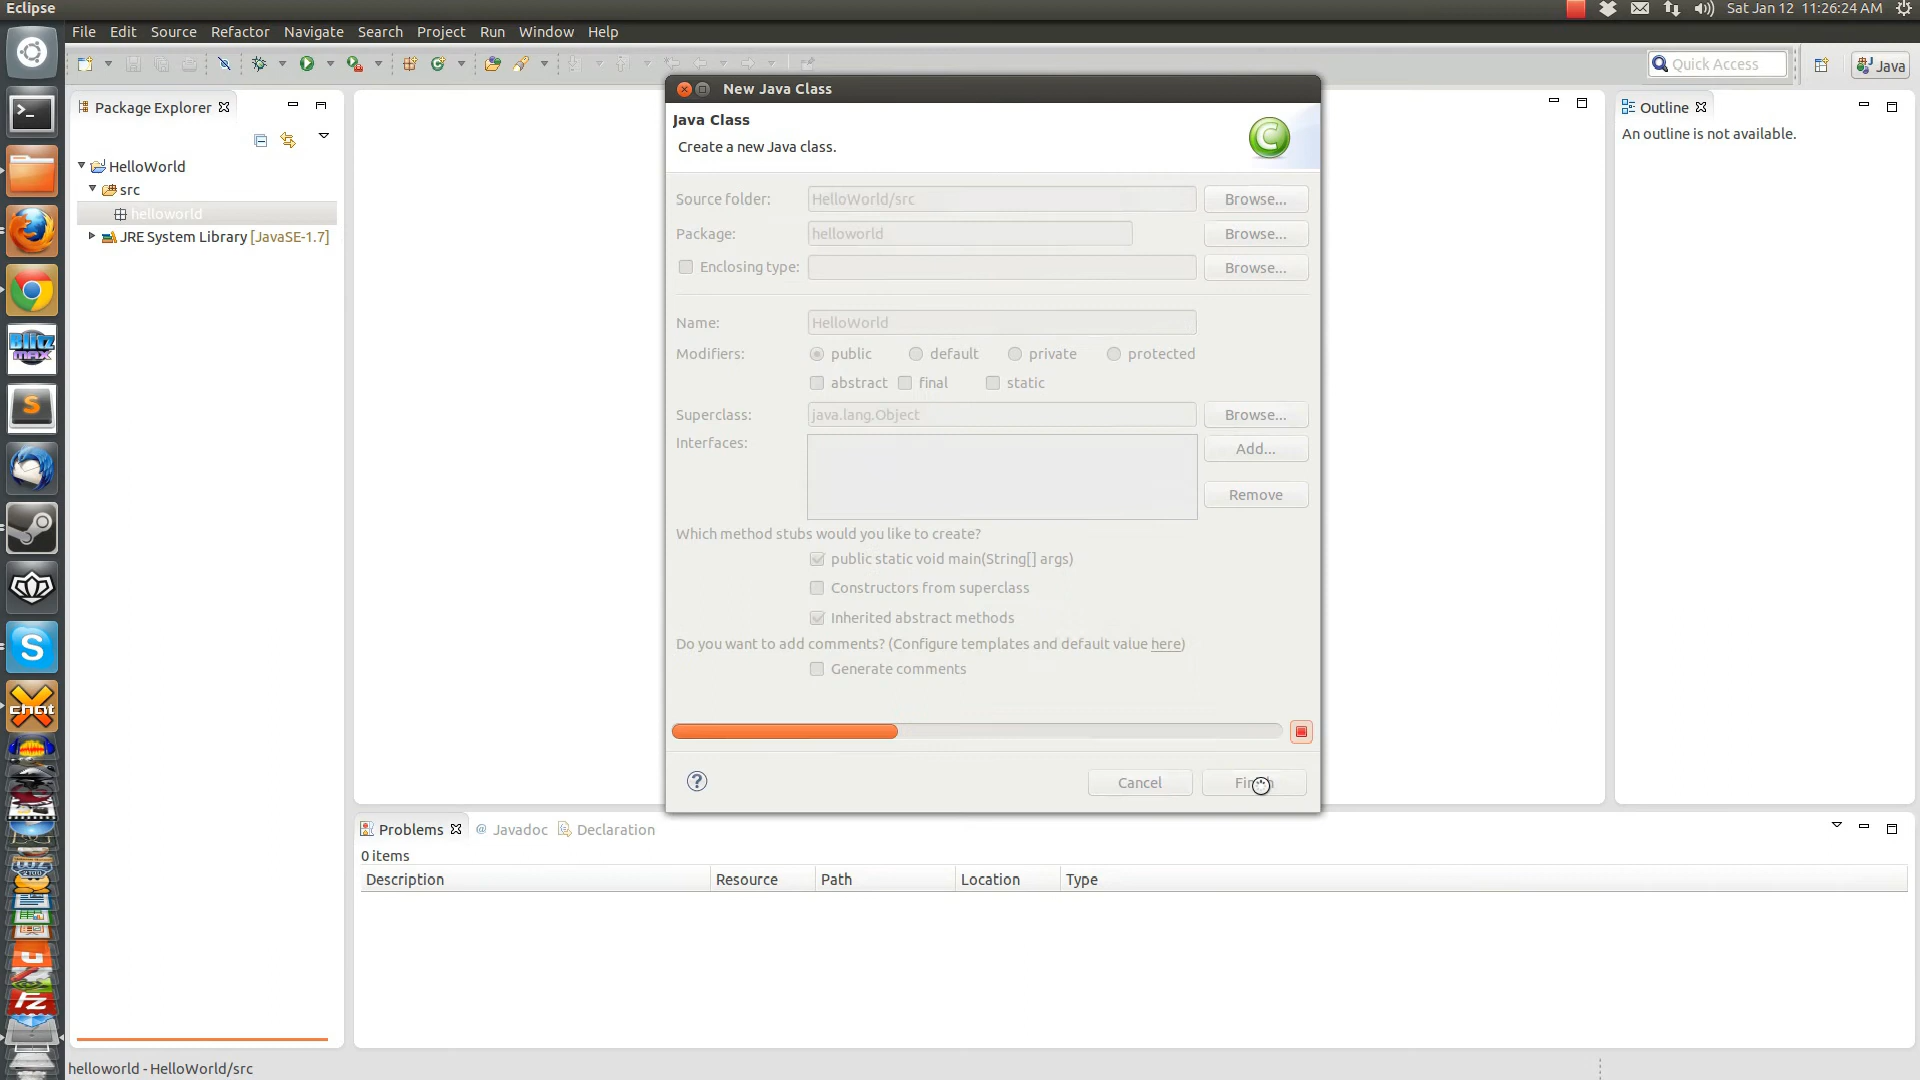 Eclipse
Sat Jan 12 11:26:24 AM
File Edit Source Refactor Navigate Search Project Run Window Help
Quick Access
Java
Package Explorer
HelloWorld
src
helloworld
JRE System Library [JavaSE-1.7]
New Java Class
Java Class
Create a new Java class.
Source folder: HelloWorld/src Browse...
Package: helloworld Browse...
Enclosing type: Browse...
Name: HelloWorld
Modifiers: public default private protected
abstract final static
Superclass: java.lang.Object Browse...
Interfaces: Add...
Remove
Which method stubs would you like to create?
public static void main(String[] args)
Constructors from superclass
Inherited abstract methods
Do you want to add comments? (Configure templates and default value here)
Generate comments
Cancel Finish
Outline
An outline is not available.
Problems @ Javadoc Declaration
0 items
Description Resource Path Location Type
helloworld - HelloWorld/src
Blitz
max
S
S
chat
Fz